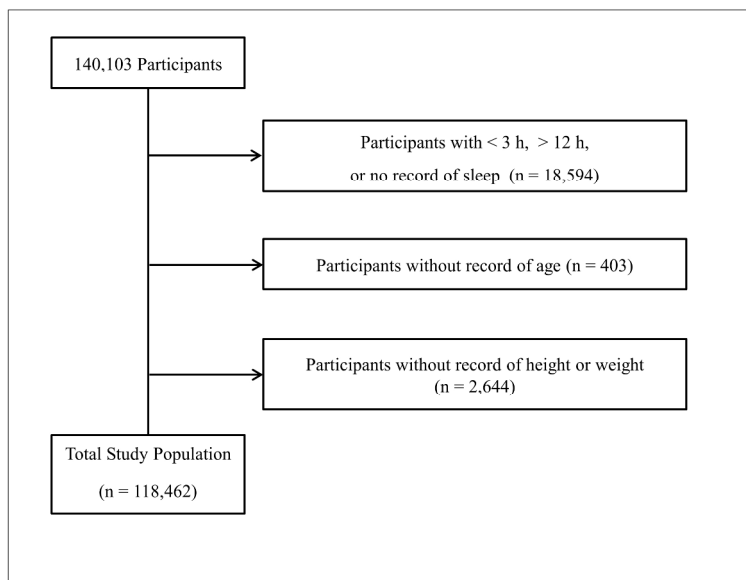 140,103 Participants
Participants with < 3 h, > 12 h,
or no record of sleep (n = 18,594)
Participants without record of age (n = 403)
Participants without record of height or weight
(n = 2,644)
Total Study Population
(n = 118,462)